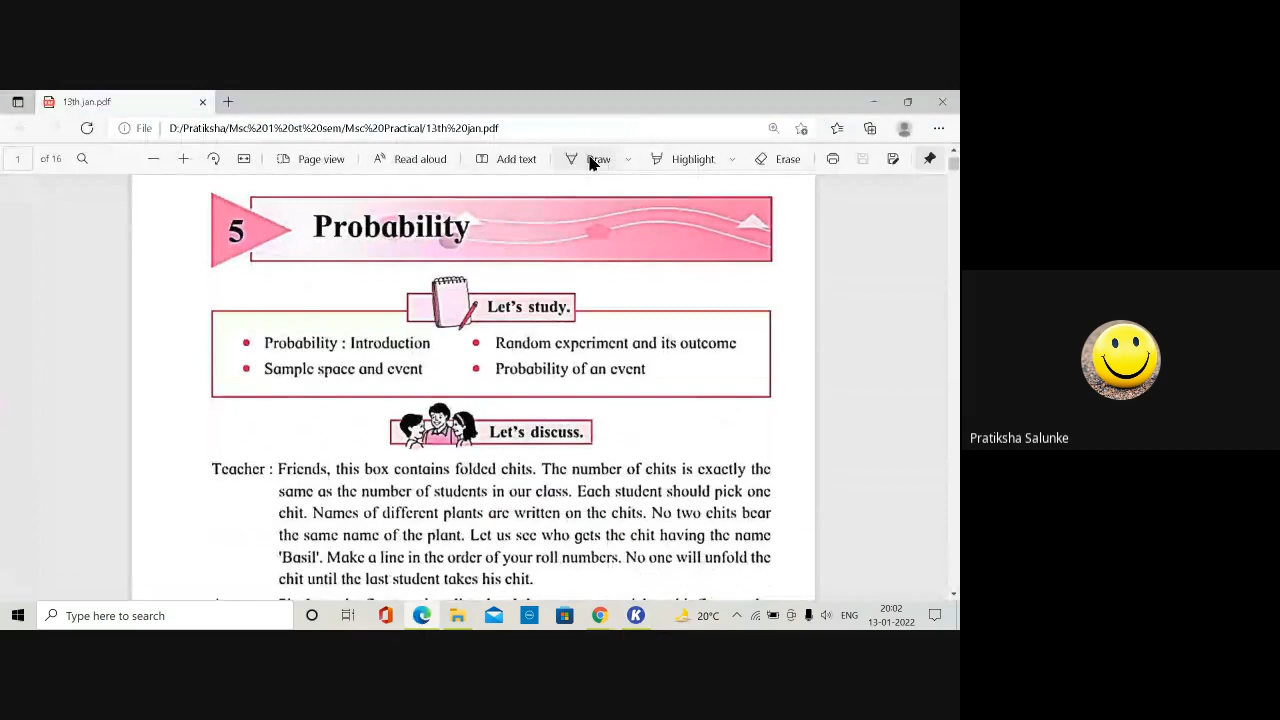 13th.jan.pdf
File
D:/Pratiksha/Msc%201%20st%20sem/Msc%20Practical/13th%20jan.pdf
1 of 16
Page view
Read aloud
Add text
Draw
Highlight
Erase
5
Probability
Let's study.
Probability : Introduction
Random experiment and its outcome
Sample space and event
Probability of an event
Let's discuss.
Teacher : Friends, this box contains folded chits. The number of chits is exactly the
same as the number of students in our class. Each student should pick one
chit. Names of different plants are written on the chits. No two chits bear
the same name of the plant. Let us see who gets the chit having the name
'Basil'. Make a line in the order of your roll numbers. No one will unfold the
chit until the last student takes his chit.
Pratiksha Salunke
Type here to search
20°C
ENG
20:02
13-01-2022